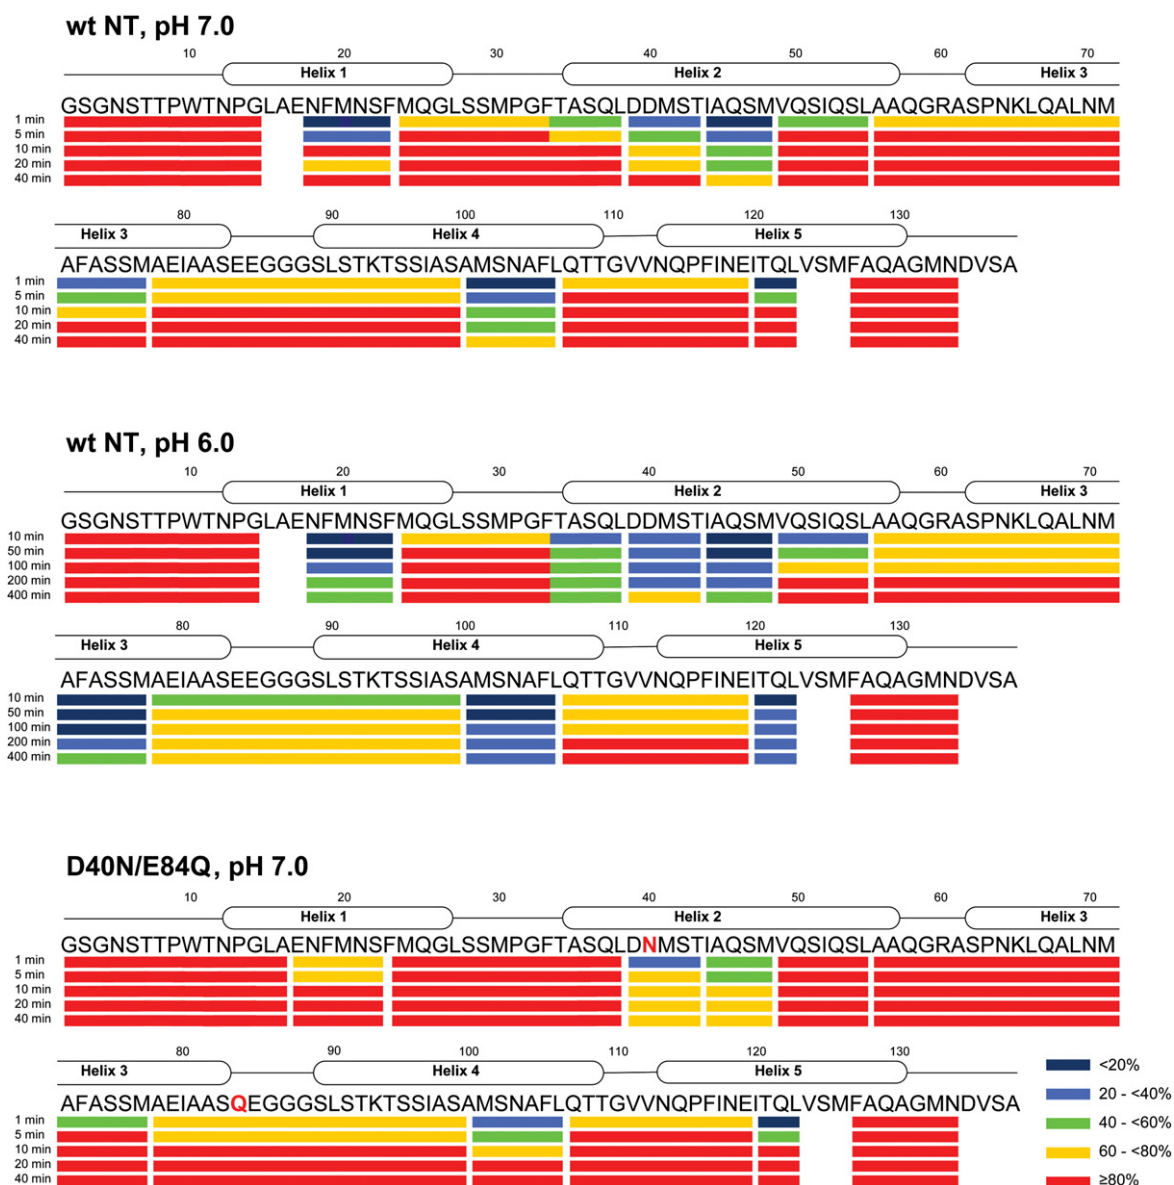 wt NT, pH 7.0
10 20 30 40 50 60 70
Helix 1 Helix 2 Helix 3
GSGNSTTPWTNPGLAENFMNSFMQGLSSMPGFTASQLDDMSTIAQSMVQSIQSLAAQGRASPNKLQALNM
1 min
5 min
10 min
20 min
40 min
80 90 100 110 120 130
Helix 3 Helix 4 Helix 5
AFASSMAEIAASEEGGGSLSTKTSSIASAMSNAFLQTTGVVNQPFINEITQLVSMFAQAGMNDVSA
1 min
5 min
10 min
20 min
40 min
wt NT, pH 6.0
10 20 30 40 50 60 70
Helix 1 Helix 2 Helix 3
GSGNSTTPWTNPGLAENFMNSFMQGLSSMPGFTASQLDDMSTIAQSMVQSIQSLAAQGRASPNKLQALNM
10 min
50 min
100 min
200 min
400 min
80 90 100 110 120 130
Helix 3 Helix 4 Helix 5
AFASSMAEIAASEEGGGSLSTKTSSIASAMSNAFLQTTGVVNQPFINEITQLVSMFAQAGMNDVSA
10 min
50 min
100 min
200 min
400 min
D40N/E84Q, pH 7.0
10 20 30 40 50 60 70
Helix 1 Helix 2 Helix 3
GSGNSTTPWTNPGLAENFMNSFMQGLSSMPGFTASQLDNMSTIAQSMVQSIQSLAAQGRASPNKLQALNM
1 min
5 min
10 min
20 min
40 min
80 90 100 110 120 130
Helix 3 Helix 4 Helix 5
AFASSMAEIAASQEGGGSLSTKTSSIASAMSNAFLQTTGVVNQPFINEITQLVSMFAQAGMNDVSA
1 min
5 min
10 min
20 min
40 min
<20%
20 - <40%
40 - <60%
60 - <80%
≥80%